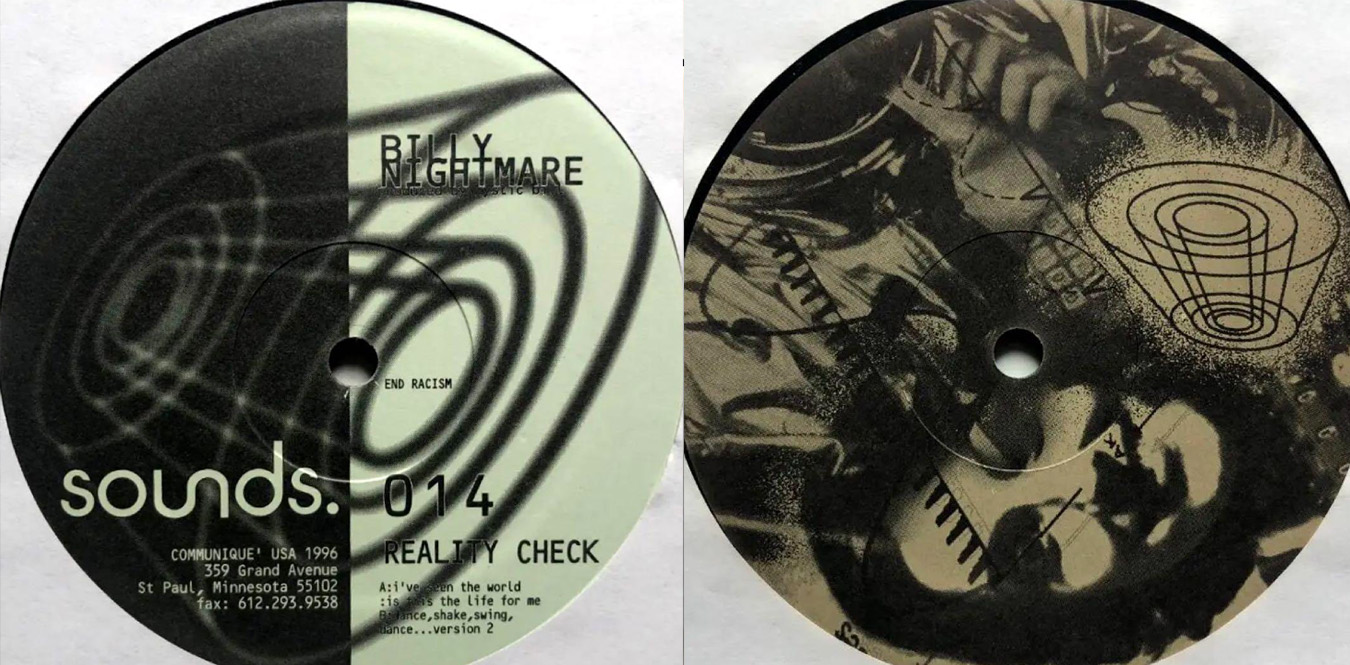 BILLY
NIGHTMARE
END RACISM
sounds.
014
COMMUNIQUE' USA 1996
359 Grand Avenue
St Paul, Minnesota 55102
fax: 612.293.9538
REALITY CHECK
A:i've seen the world
:is this the life for me
B:dance,shake,swing,
dance...version 2
AK